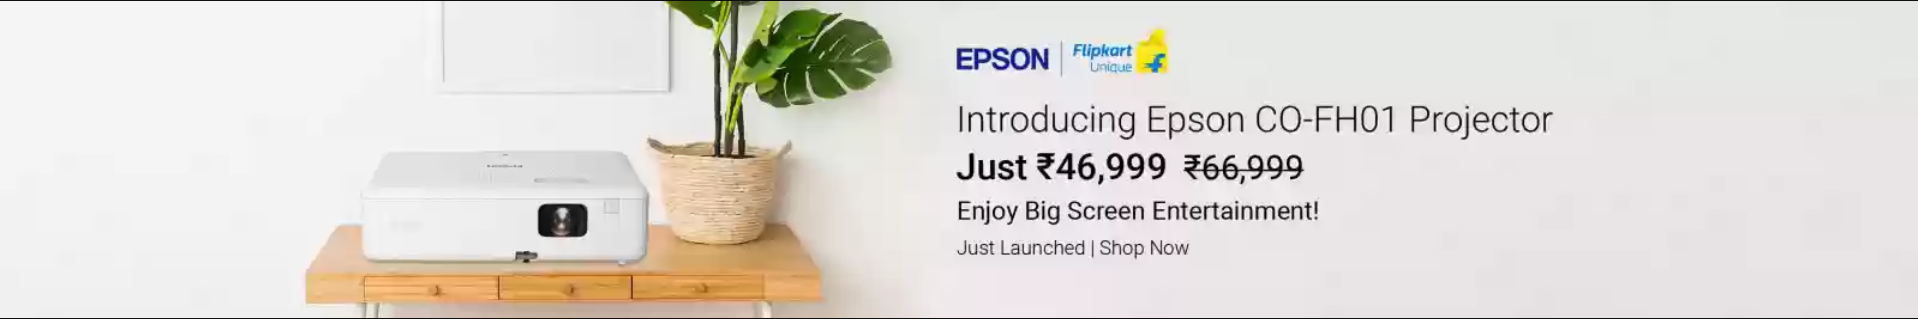 EPSON
Flipkart
Unique
Introducing Epson CO-FH01 Projector
Just ₹46,999 ₹66,999
Enjoy Big Screen Entertainment!
Just Launched | Shop Now